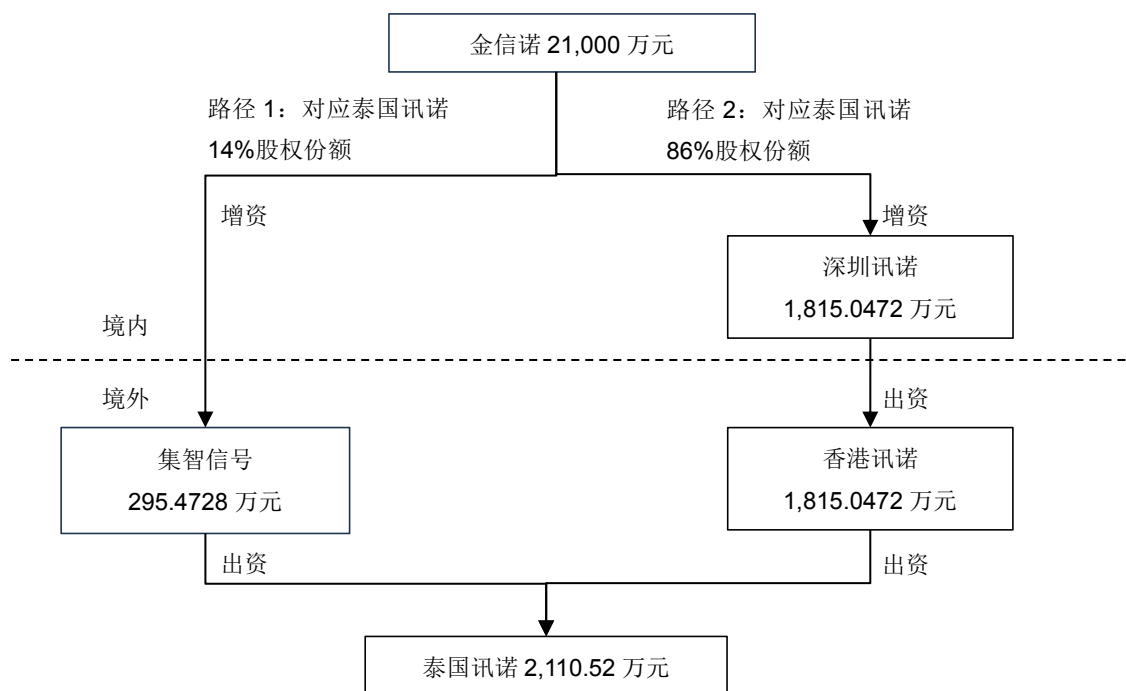 金信诺 21,000 万元
路径 1：对应泰国讯诺
14%股权份额
路径 2：对应泰国讯诺
86%股权份额
增资
增资
深圳讯诺
1,815.0472 万元
境内
境外
出资
集智信号
295.4728 万元
香港讯诺
1,815.0472 万元
出资
出资
泰国讯诺 2,110.52 万元